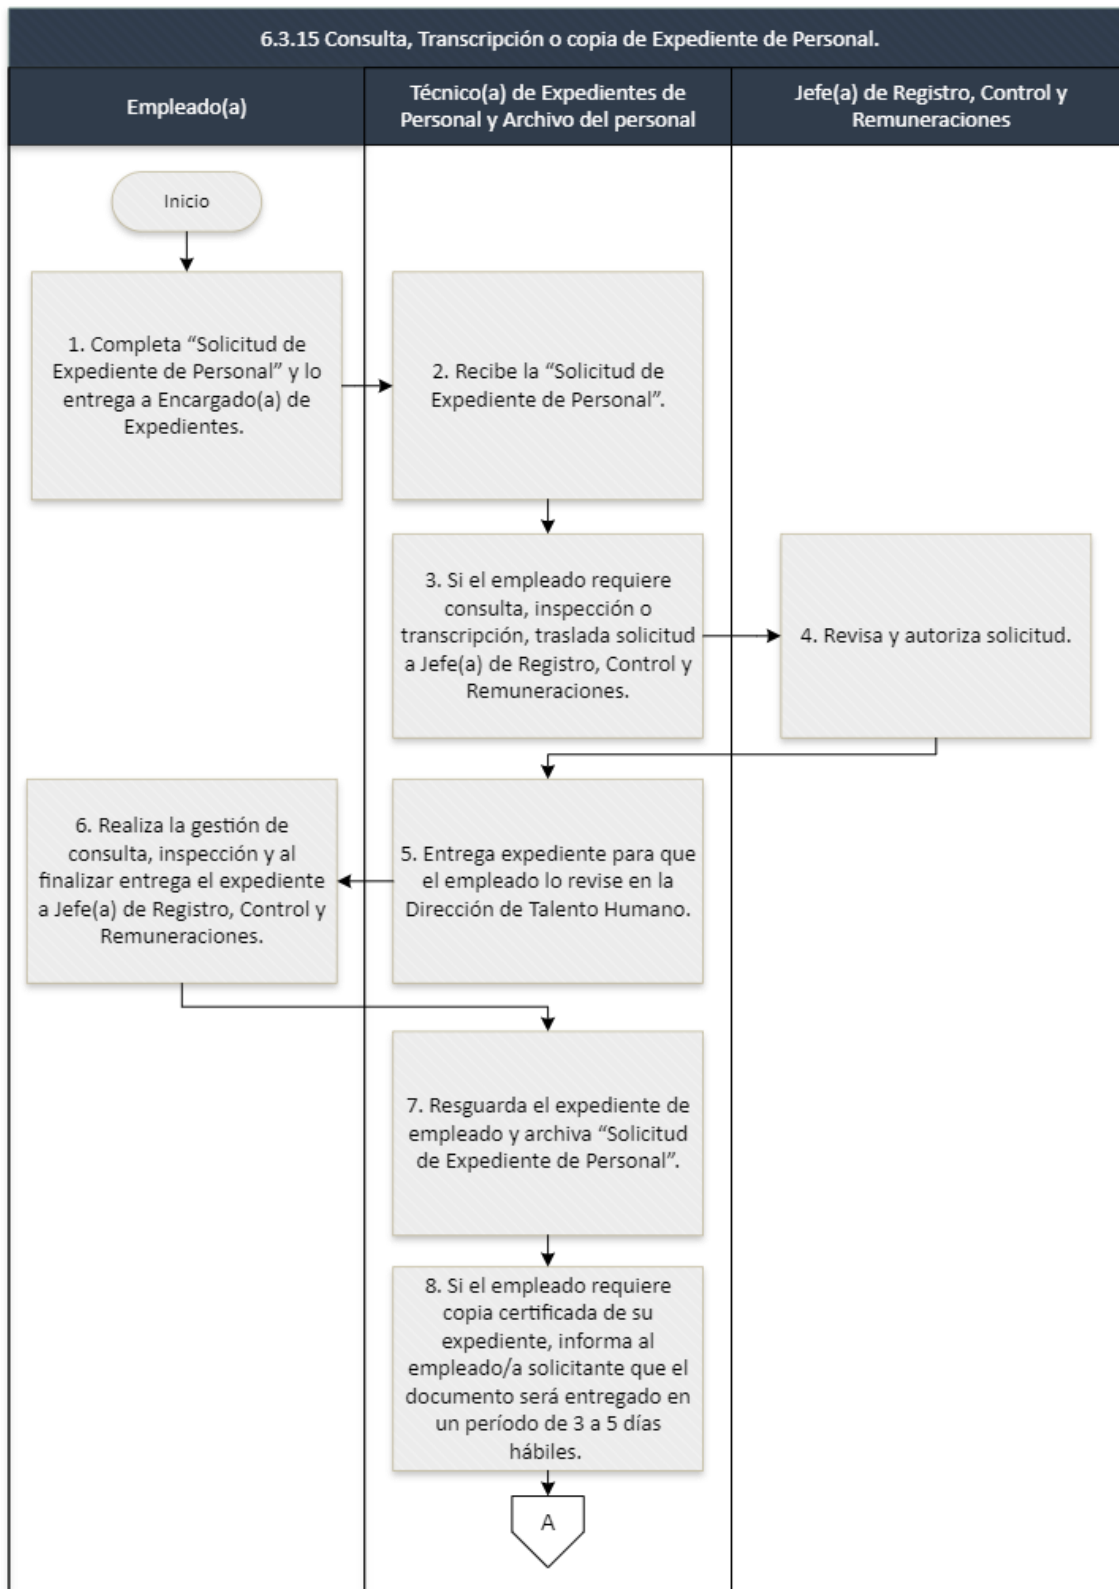 6.3.15 Consulta, Transcripción o copia de Expediente de Personal.
Empleado(a)
Técnico(a) de Expedientes de
Personal y Archivo del personal
Jefe(a) de Registro, Control y
Remuneraciones
Inicio
1. Completa “Solicitud de
Expediente de Personal” y lo
entrega a Encargado(a) de
Expedientes.
2. Recibe la “Solicitud de
Expediente de Personal”.
3. Si el empleado requiere
consulta, inspección o
transcripción, traslada solicitud
a Jefe(a) de Registro, Control y
Remuneraciones.
4. Revisa y autoriza solicitud.
5. Entrega expediente para que
el empleado lo revise en la
Dirección de Talento Humano.
6. Realiza la gestión de
consulta, inspección y al
finalizar entrega el expediente
a Jefe(a) de Registro, Control y
Remuneraciones.
7. Resguarda el expediente de
empleado y archiva “Solicitud
de Expediente de Personal”.
8. Si el empleado requiere
copia certificada de su
expediente, informa al
empleado/a solicitante que el
documento será entregado en
un período de 3 a 5 días
hábiles.
A